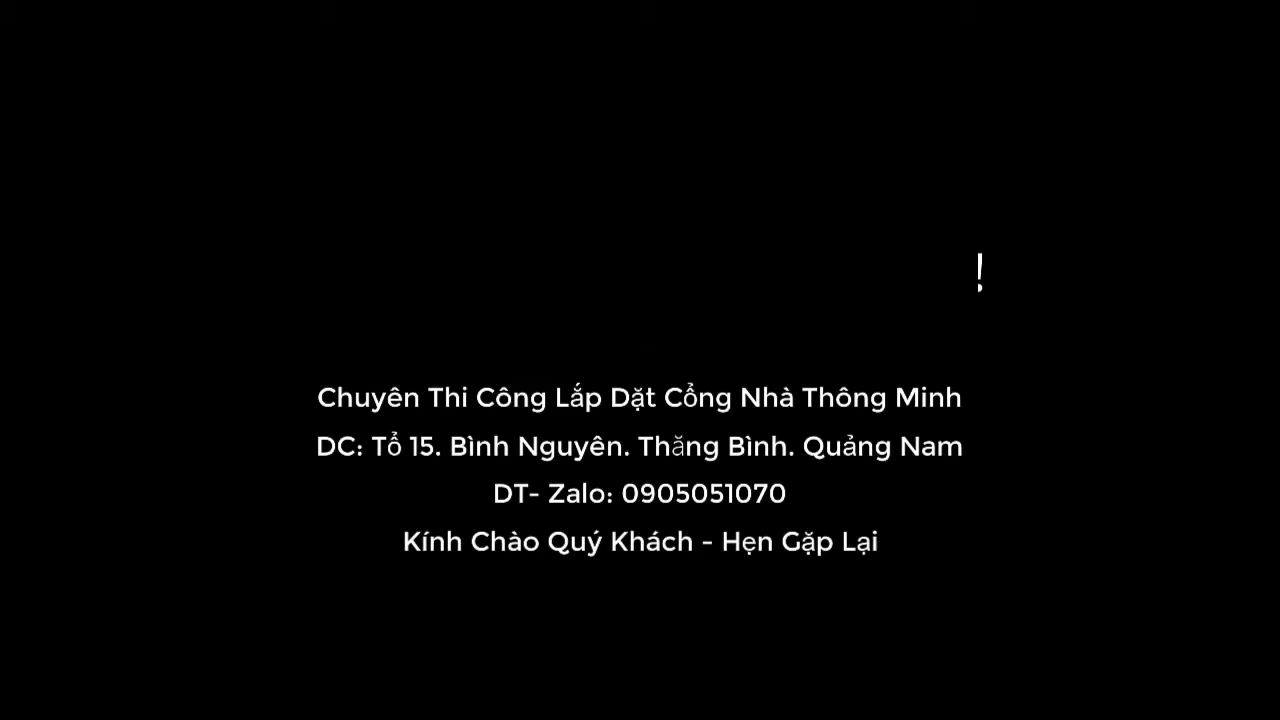 !
Chuyên Thi Công Lắp Dặt Cổng Nhà Thông Minh
DC: Tổ 15. Bình Nguyên. Thăng Bình. Quảng Nam
DT- Zalo: 0905051070
Kính Chào Quý Khách - Hẹn Gặp Lại